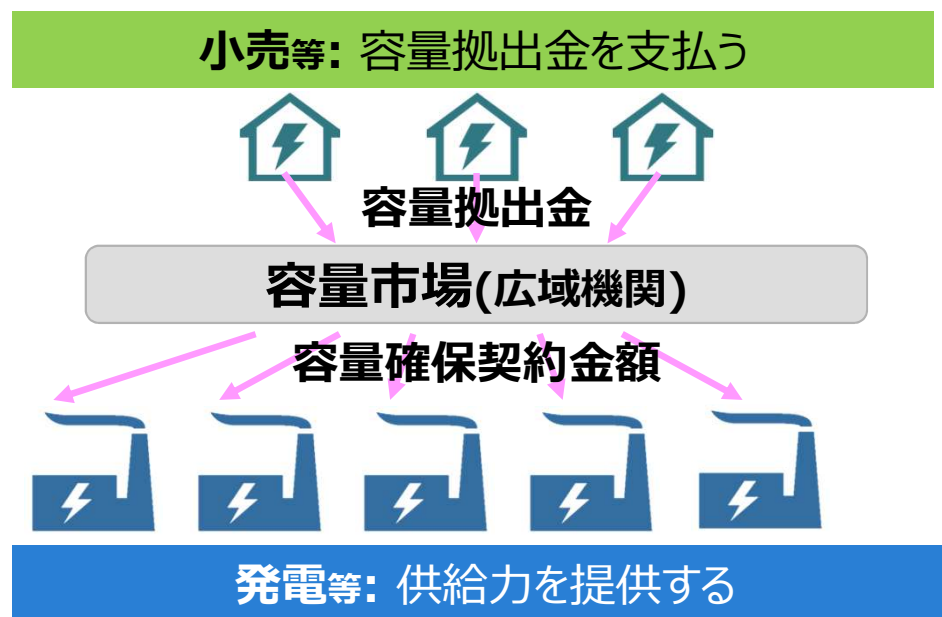 小売等: 容量拠出金を支払う
容量拠出金
容量市場(広域機関)
容量確保契約金額
発電等: 供給力を提供する